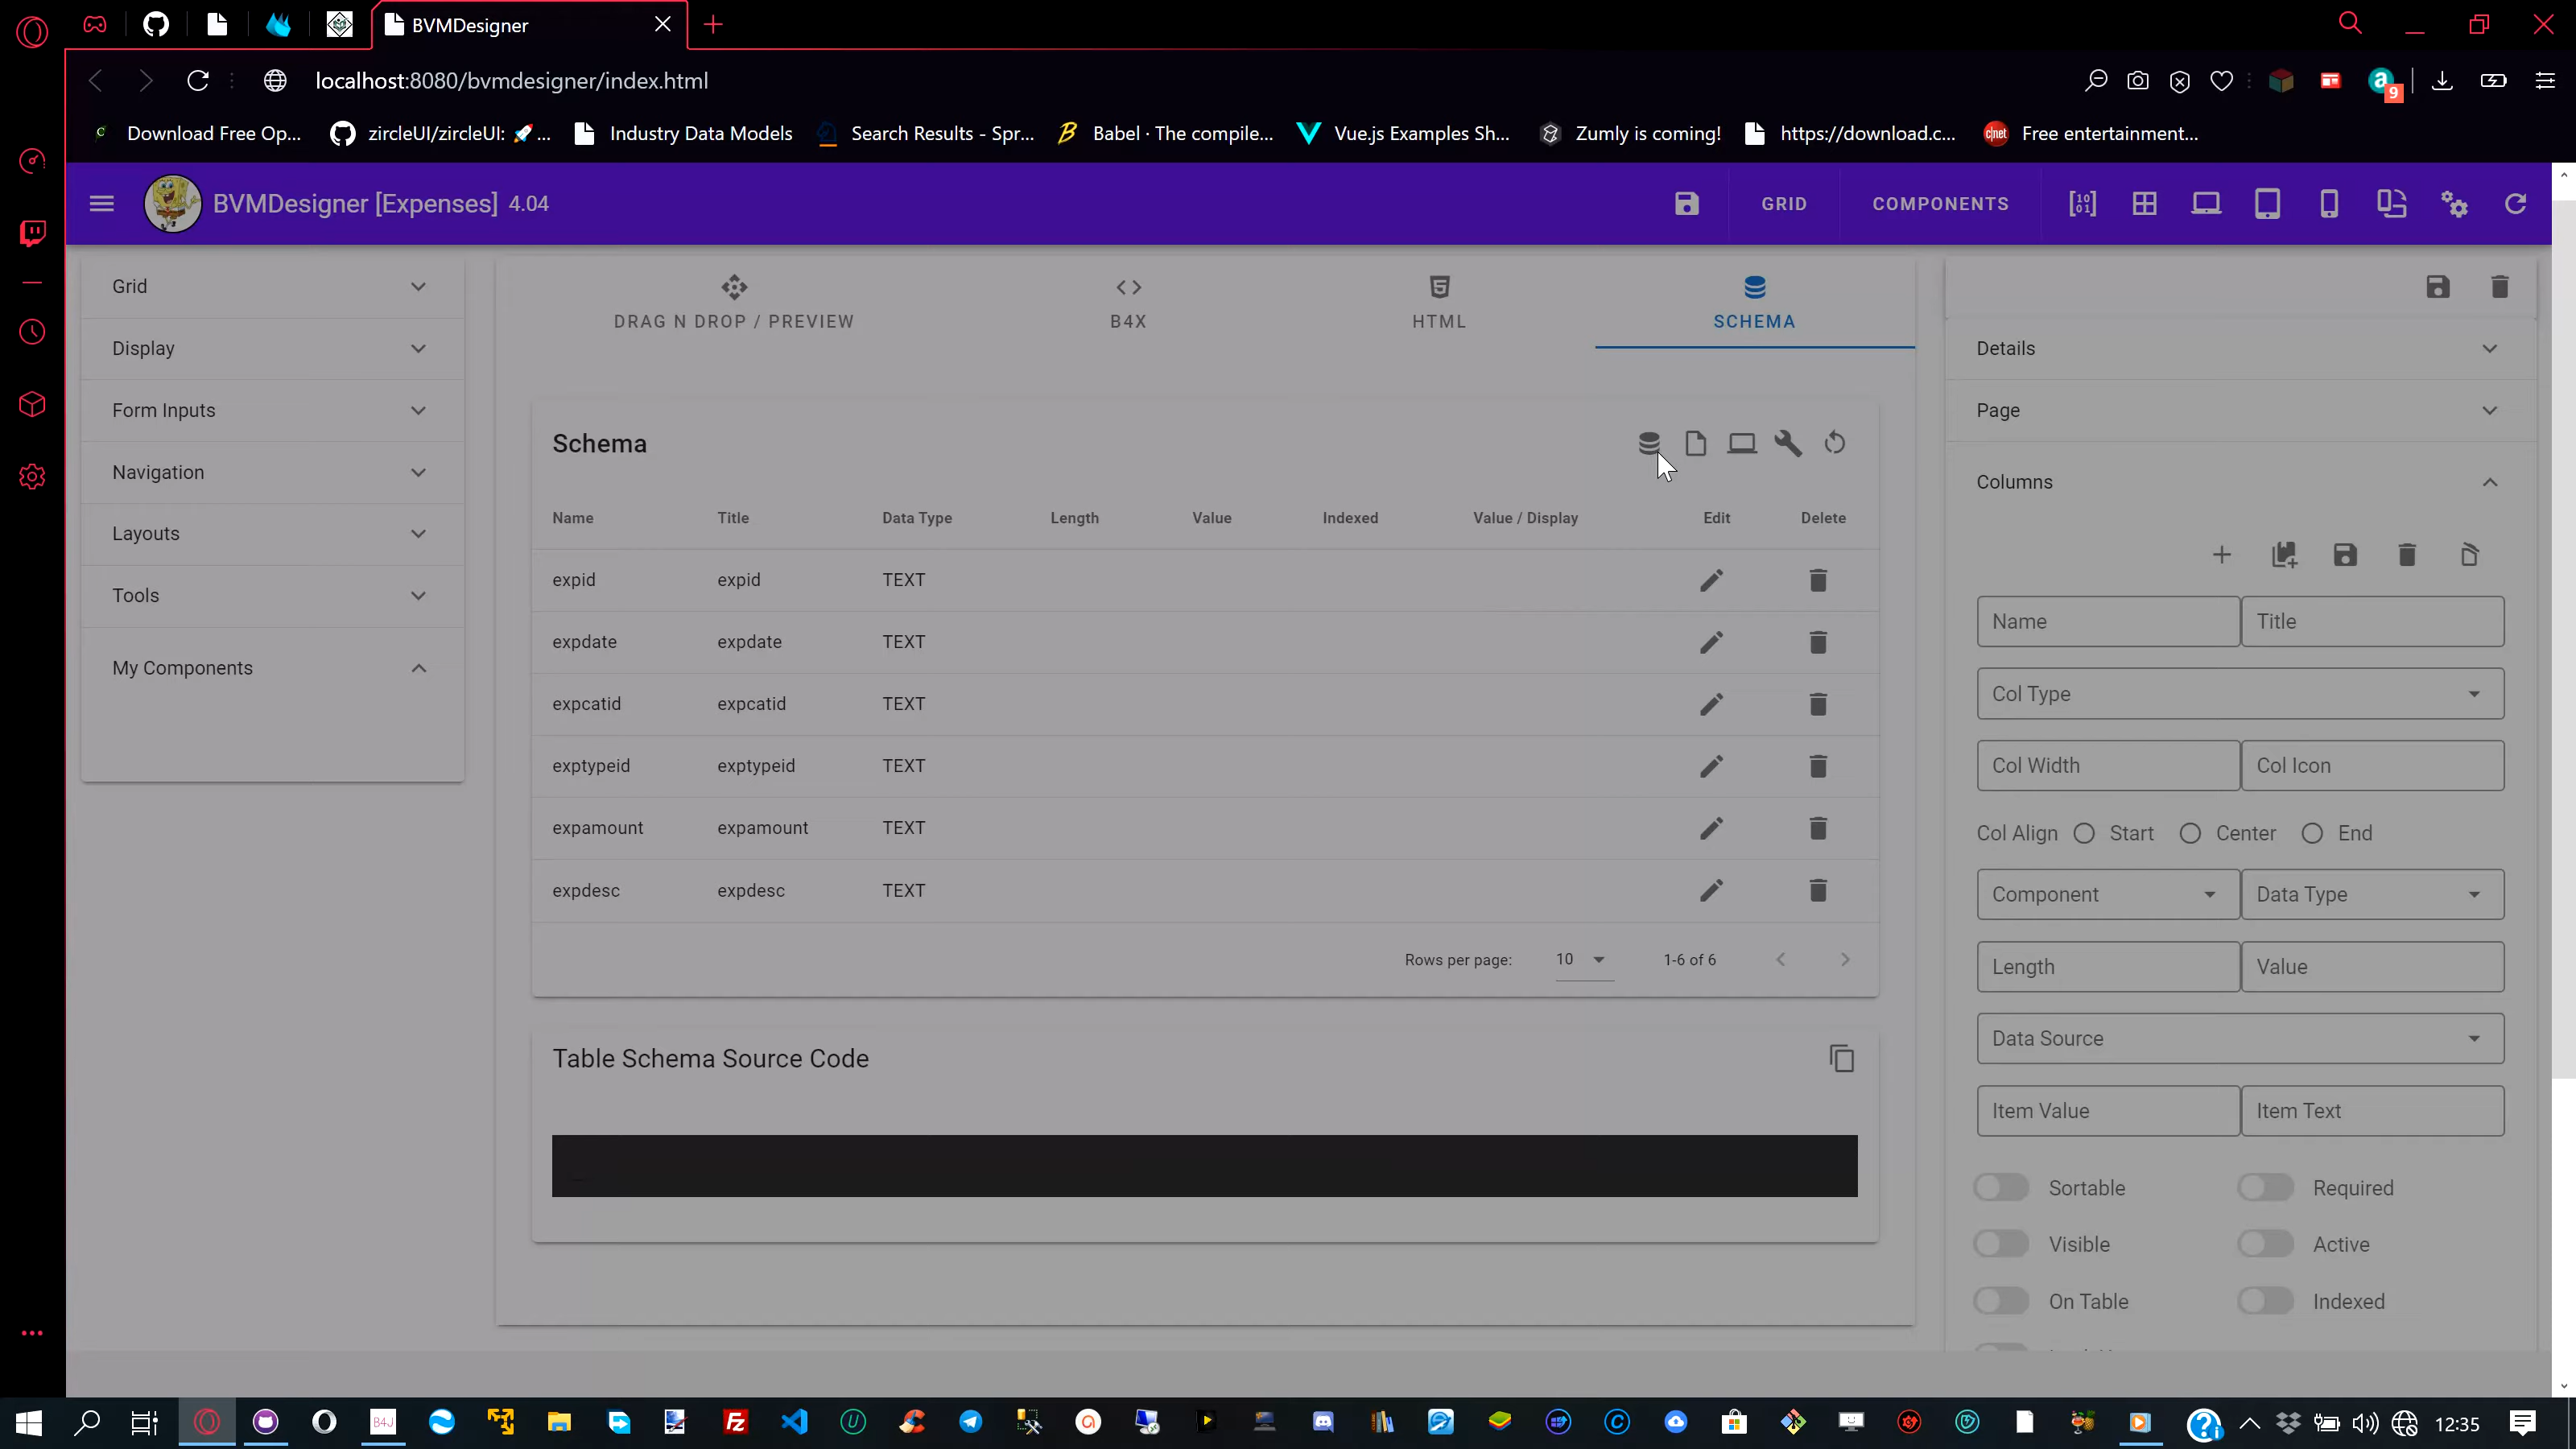 BVMDesigner
localhost:8080/bvmdesigner/index.html
9
Download Free Op...
zircleUI/zircleUI: 🚀 ...
Industry Data Models
Search Results - Spr...
Babel · The compile...
Vue.js Examples Sh...
Zumly is coming!
https://download.c...
Free entertainment...
BVMDesigner [Expenses] 4.04
GRID
COMPONENTS
Grid
Display
Form Inputs
Navigation
Layouts
Tools
My Components
DRAG N DROP / PREVIEW
B4X
HTML
SCHEMA
Schema
Name Title Data Type Length Value Indexed Value / Display Edit Delete
expid expid TEXT
expdate expdate TEXT
expcatid expcatid TEXT
exptypeid exptypeid TEXT
expamount expamount TEXT
expdesc expdesc TEXT
Rows per page: 10 1-6 of 6
Table Schema Source Code
Details
Page
Columns
Name Title
Col Type
Col Width Col Icon
Col Align Start Center End
Component Data Type
Length Value
Data Source
Item Value Item Text
Sortable Required
Visible Active
On Table Indexed
12:35